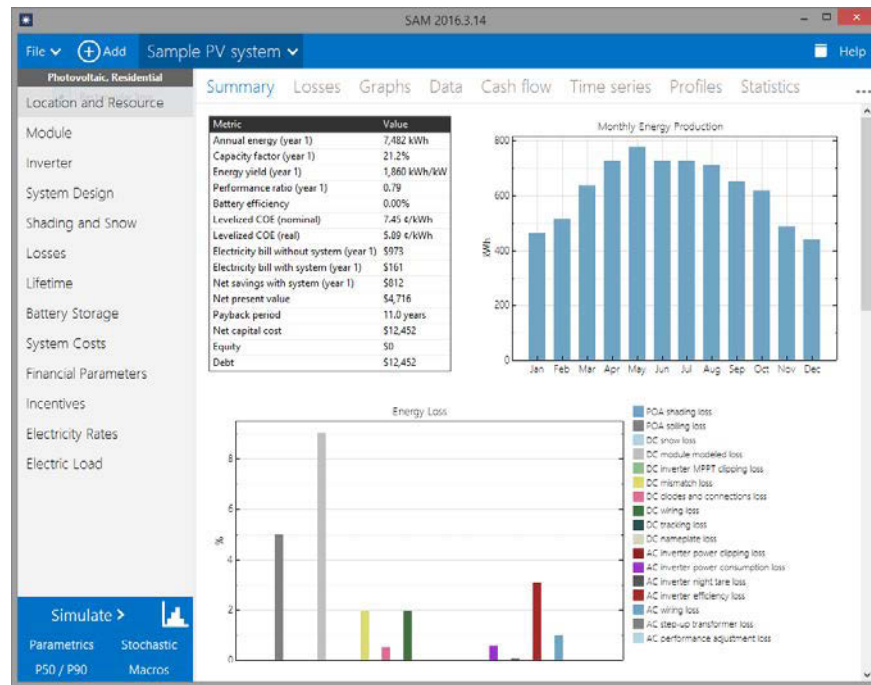 SAM 2016.3.14
File Add Sample PV system Help
Photovoltaic, Residential
Location and Resource
Module
Inverter
System Design
Shading and Snow
Losses
Lifetime
Battery Storage
System Costs
Financial Parameters
Incentives
Electricity Rates
Electric Load
Simulate >
Parametrics Stochastic
P50 / P90 Macros
Summary Losses Graphs Data Cash flow Time series Profiles Statistics ...
Metric Value
Annual energy (year 1) 7,482 kWh
Capacity factor (year 1) 21.2%
Energy yield (year 1) 1,860 kWh/kW
Performance ratio (year 1) 0.79
Battery efficiency 0.00%
Levelized COE (nominal) 7.45 ¢/kWh
Levelized COE (real) 5.89 ¢/kWh
Electricity bill without system (year 1) $973
Electricity bill with system (year 1) $161
Net savings with system (year 1) $812
Net present value $4,716
Payback period 11.0 years
Net capital cost $12,452
Equity $0
Debt $12,452
Monthly Energy Production
kWh
800
600
400
200
0
Jan Feb Mar Apr May Jun Jul Aug Sep Oct Nov Dec
Energy Loss
%
8
6
4
2
0
POA shading loss
POA soiling loss
DC snow loss
DC module modeled loss
DC inverter MPPT clipping loss
DC mismatch loss
DC diodes and connections loss
DC wiring loss
DC tracking loss
DC nameplate loss
AC inverter power clipping loss
AC inverter power consumption loss
AC inverter night tare loss
AC inverter efficiency loss
AC wiring loss
AC step-up transformer loss
AC performance adjustment loss